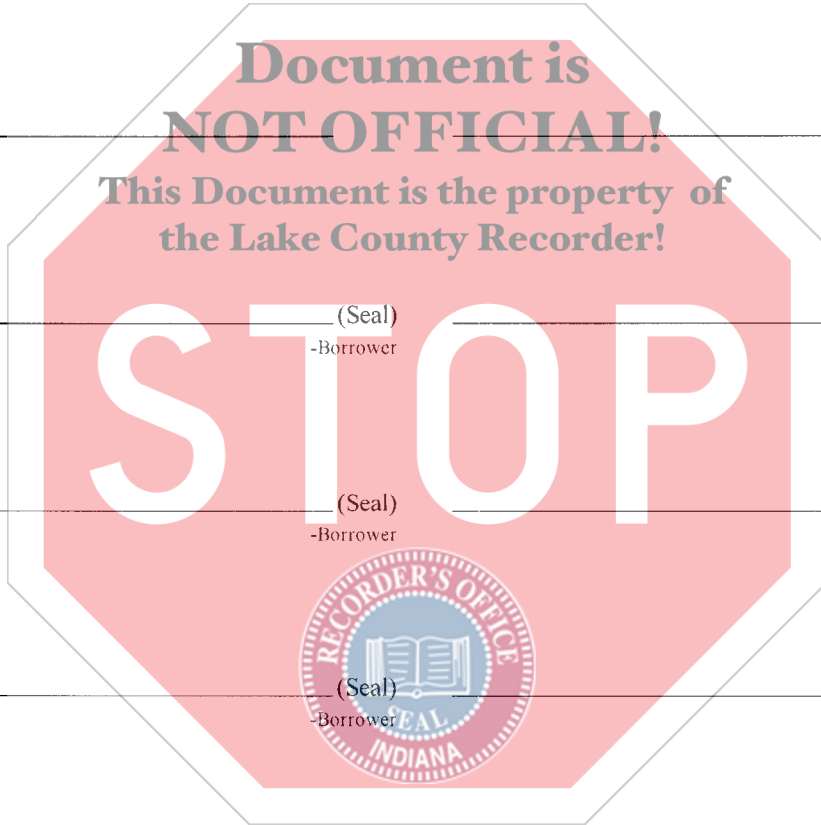 Document is
NOT OFFICIAL!
This Document is the property of
the Lake County Recorder!
(Seal)
-Borrower
STOP
(Seal)
-Borrower
RECORDER'S OFFICE
(Seal)
-Borrower
SEAL
INDIANA